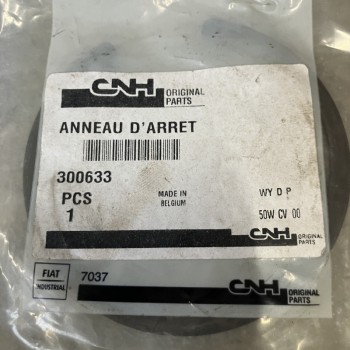 CNH ORIGINAL
PARTS
ANNEAU D'ARRET
300633
PCS
1
MADE IN
BELGIUM
WY D P
50W CV 00
CNH ORIGINAL
PARTS
FIAT
INDUSTRIAL
7037
CNH ORIGINAL
PARTS